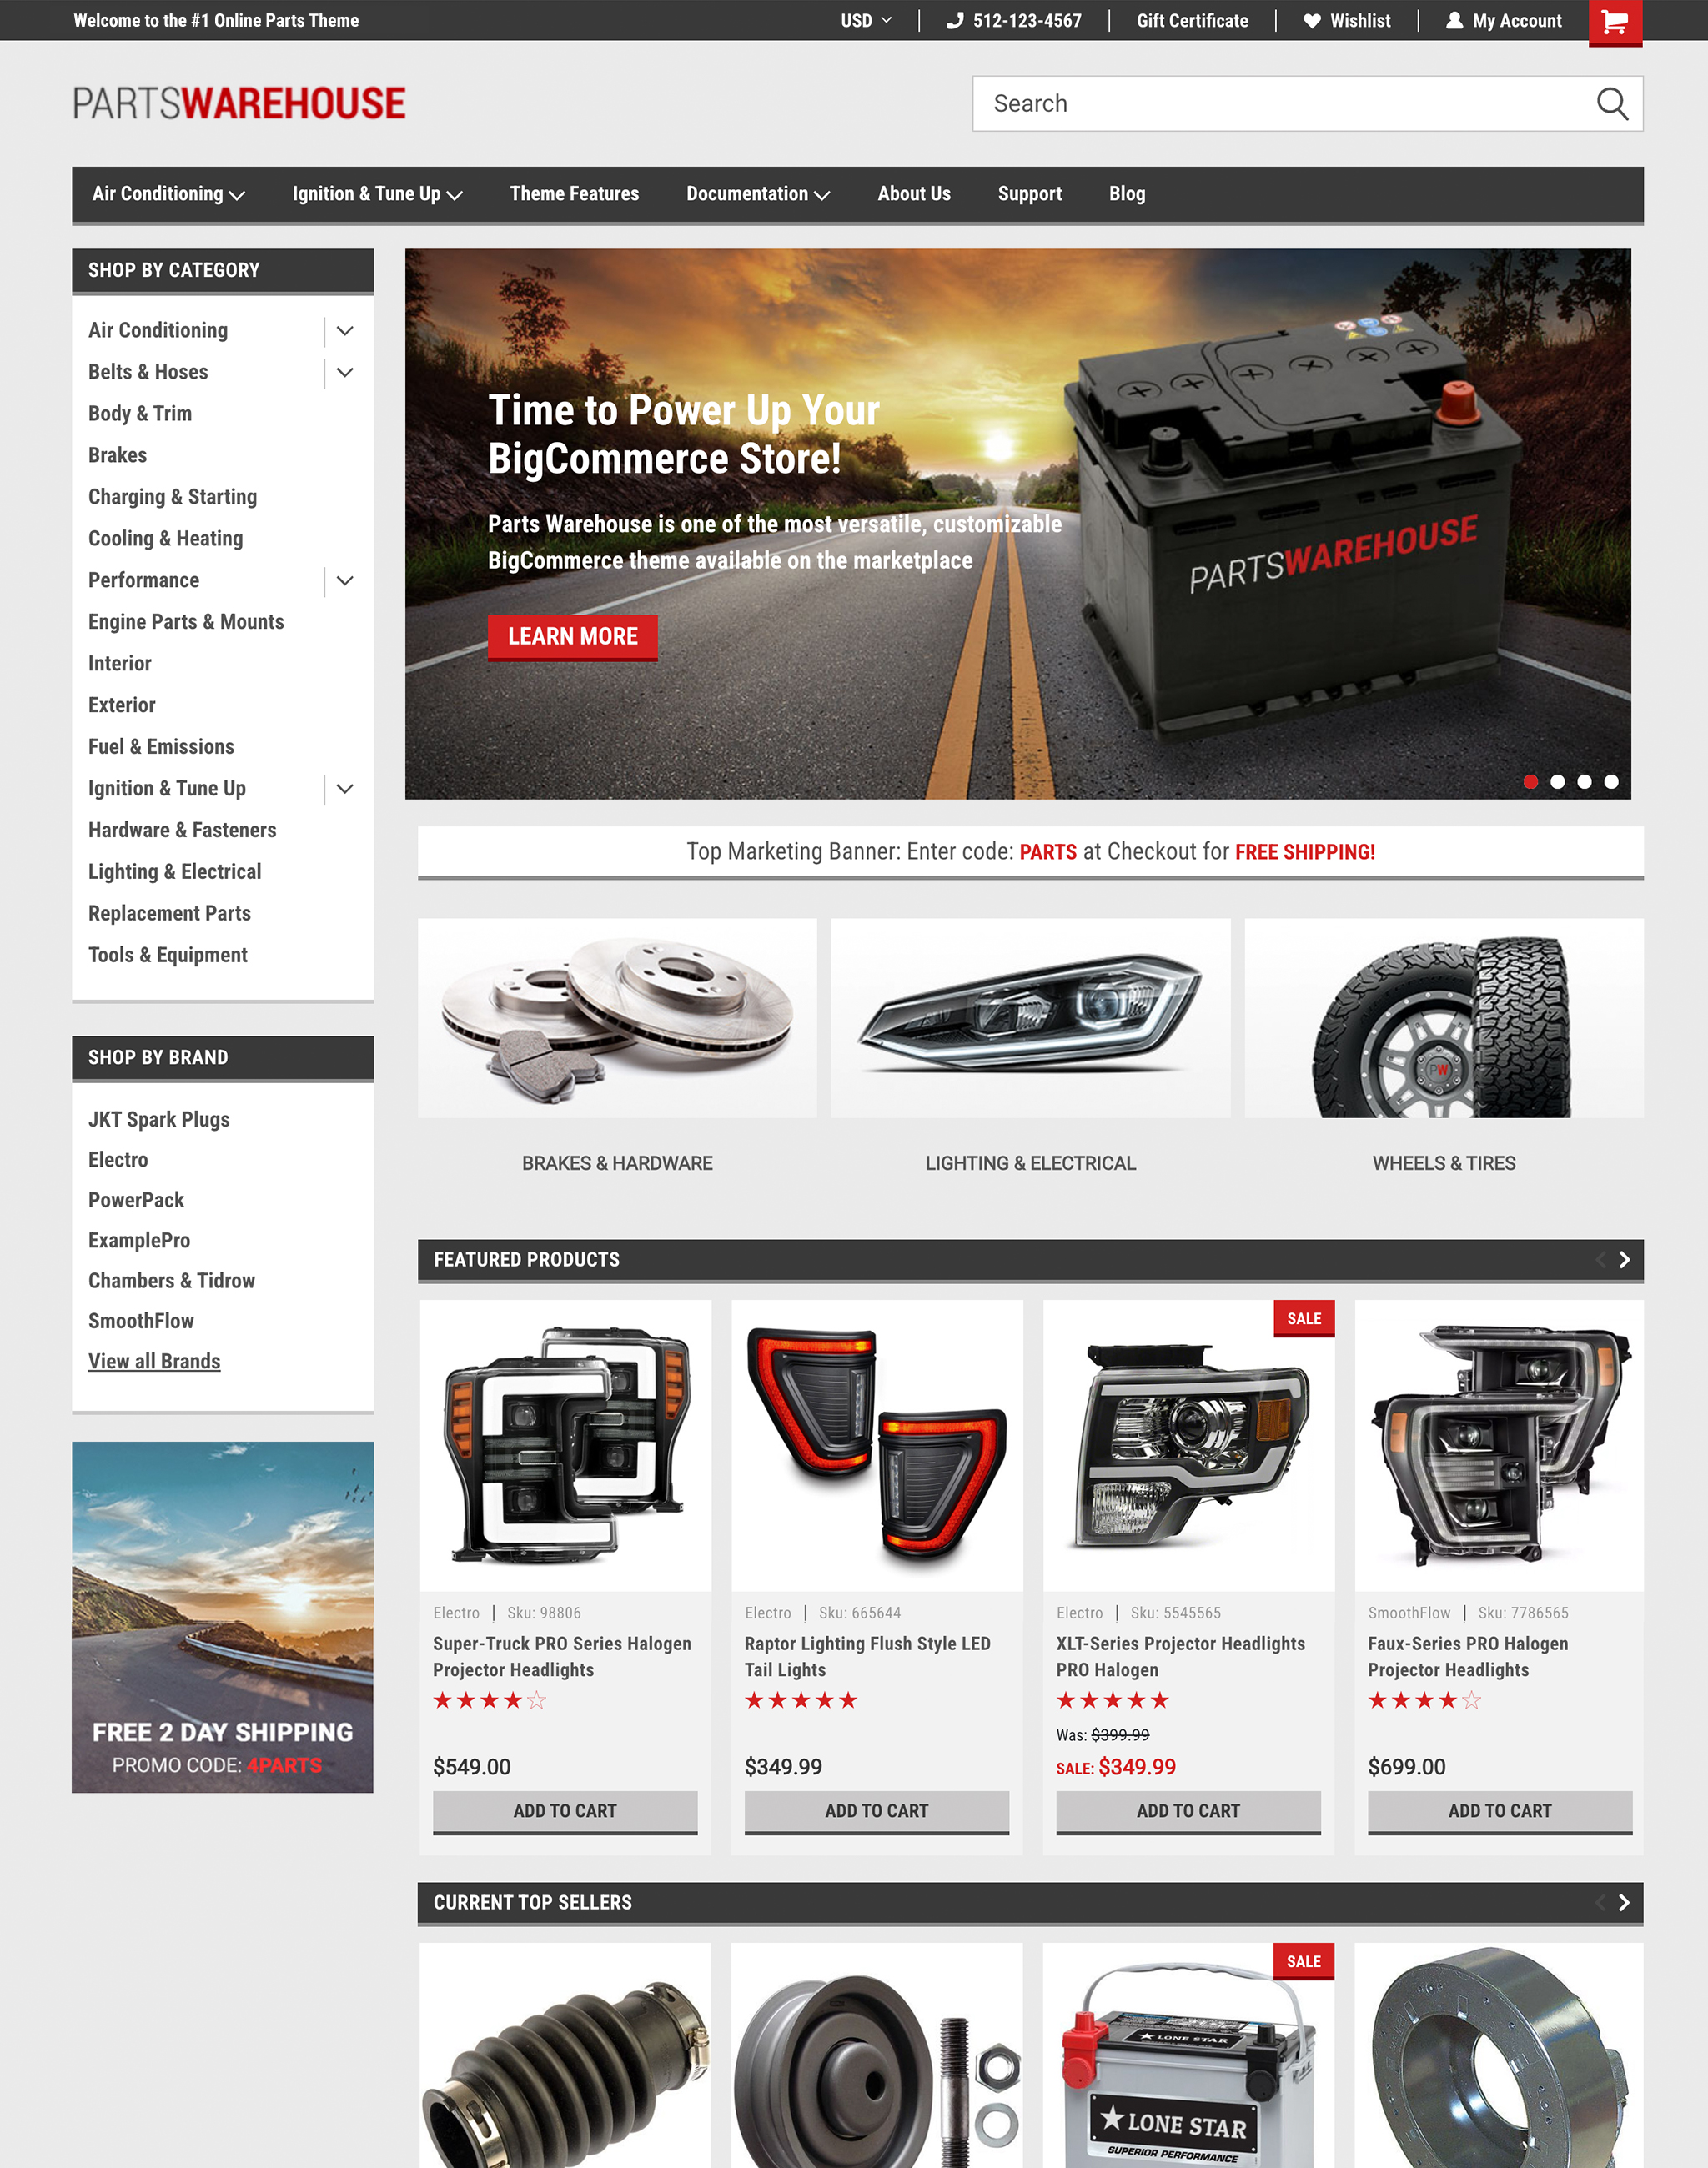 Welcome to the #1 Online Parts Theme
USD
512-123-4567
Gift Certificate
Wishlist
My Account
PARTSWAREHOUSE
Search
Air Conditioning
Ignition & Tune Up
Theme Features
Documentation
About Us
Support
Blog
SHOP BY CATEGORY
Air Conditioning
Belts & Hoses
Body & Trim
Brakes
Charging & Starting
Cooling & Heating
Performance
Engine Parts & Mounts
Interior
Exterior
Fuel & Emissions
Ignition & Tune Up
Hardware & Fasteners
Lighting & Electrical
Replacement Parts
Tools & Equipment
SHOP BY BRAND
JKT Spark Plugs
Electro
PowerPack
ExamplePro
Chambers & Tidrow
SmoothFlow
View all Brands
FREE 2 DAY SHIPPING
PROMO CODE: 4PARTS
Time to Power Up Your
BigCommerce Store!
Parts Warehouse is one of the most versatile, customizable
BigCommerce theme available on the marketplace
LEARN MORE
PARTSWAREHOUSE
Top Marketing Banner: Enter code: PARTS at Checkout for FREE SHIPPING!
PW
BRAKES & HARDWARE
LIGHTING & ELECTRICAL
WHEELS & TIRES
FEATURED PRODUCTS
Electro | Sku: 98806
Super-Truck PRO Series Halogen
Projector Headlights
$549.00
ADD TO CART
Electro | Sku: 665644
Raptor Lighting Flush Style LED
Tail Lights
$349.99
ADD TO CART
SALE
Electro | Sku: 5545565
XLT-Series Projector Headlights
PRO Halogen
Was: $399.99
SALE: $349.99
ADD TO CART
SmoothFlow | Sku: 7786565
Faux-Series PRO Halogen
Projector Headlights
$699.00
ADD TO CART
CURRENT TOP SELLERS
SALE
LONE STAR
LONE STAR
SUPERIOR PERFORMANCE